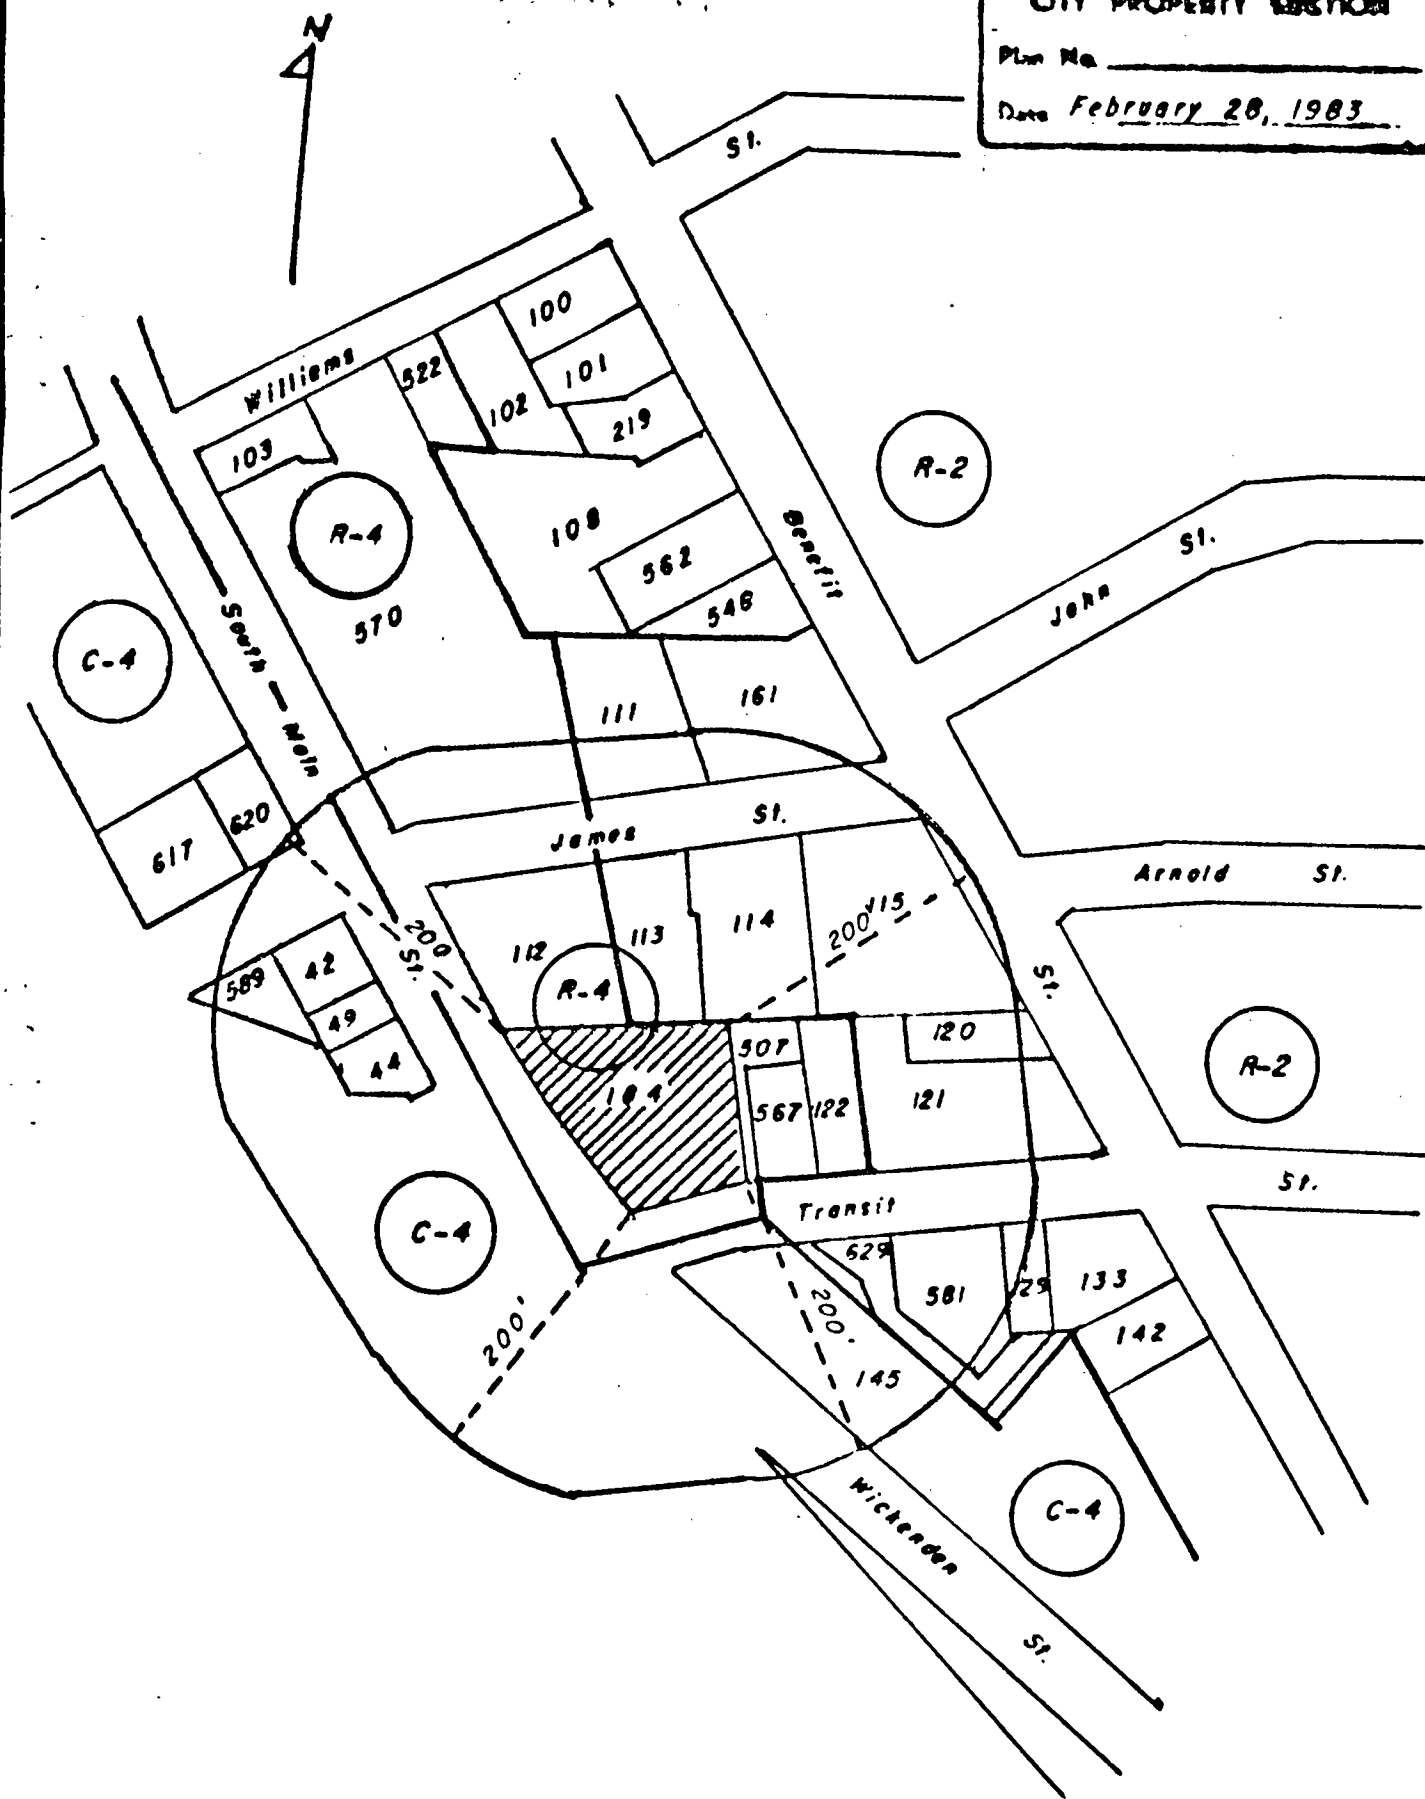 N
CITY PROPERTY SECTION
Plan No.
Date February 28, 1983
St.
Williams
100
522
101
102
219
103
R-4
R-2
108
Benefit
562
St.
548
John
570
South Main
C-4
111
161
620
617
James St.
Arnold St.
200
St.
112
113
114
200'
115
589
42
49
44
R-4
St.
507
120
184
567
122
121
R-2
C-4
Transit
St.
629
581
29
133
142
200'
200'
145
C-4
Wickenden
St.